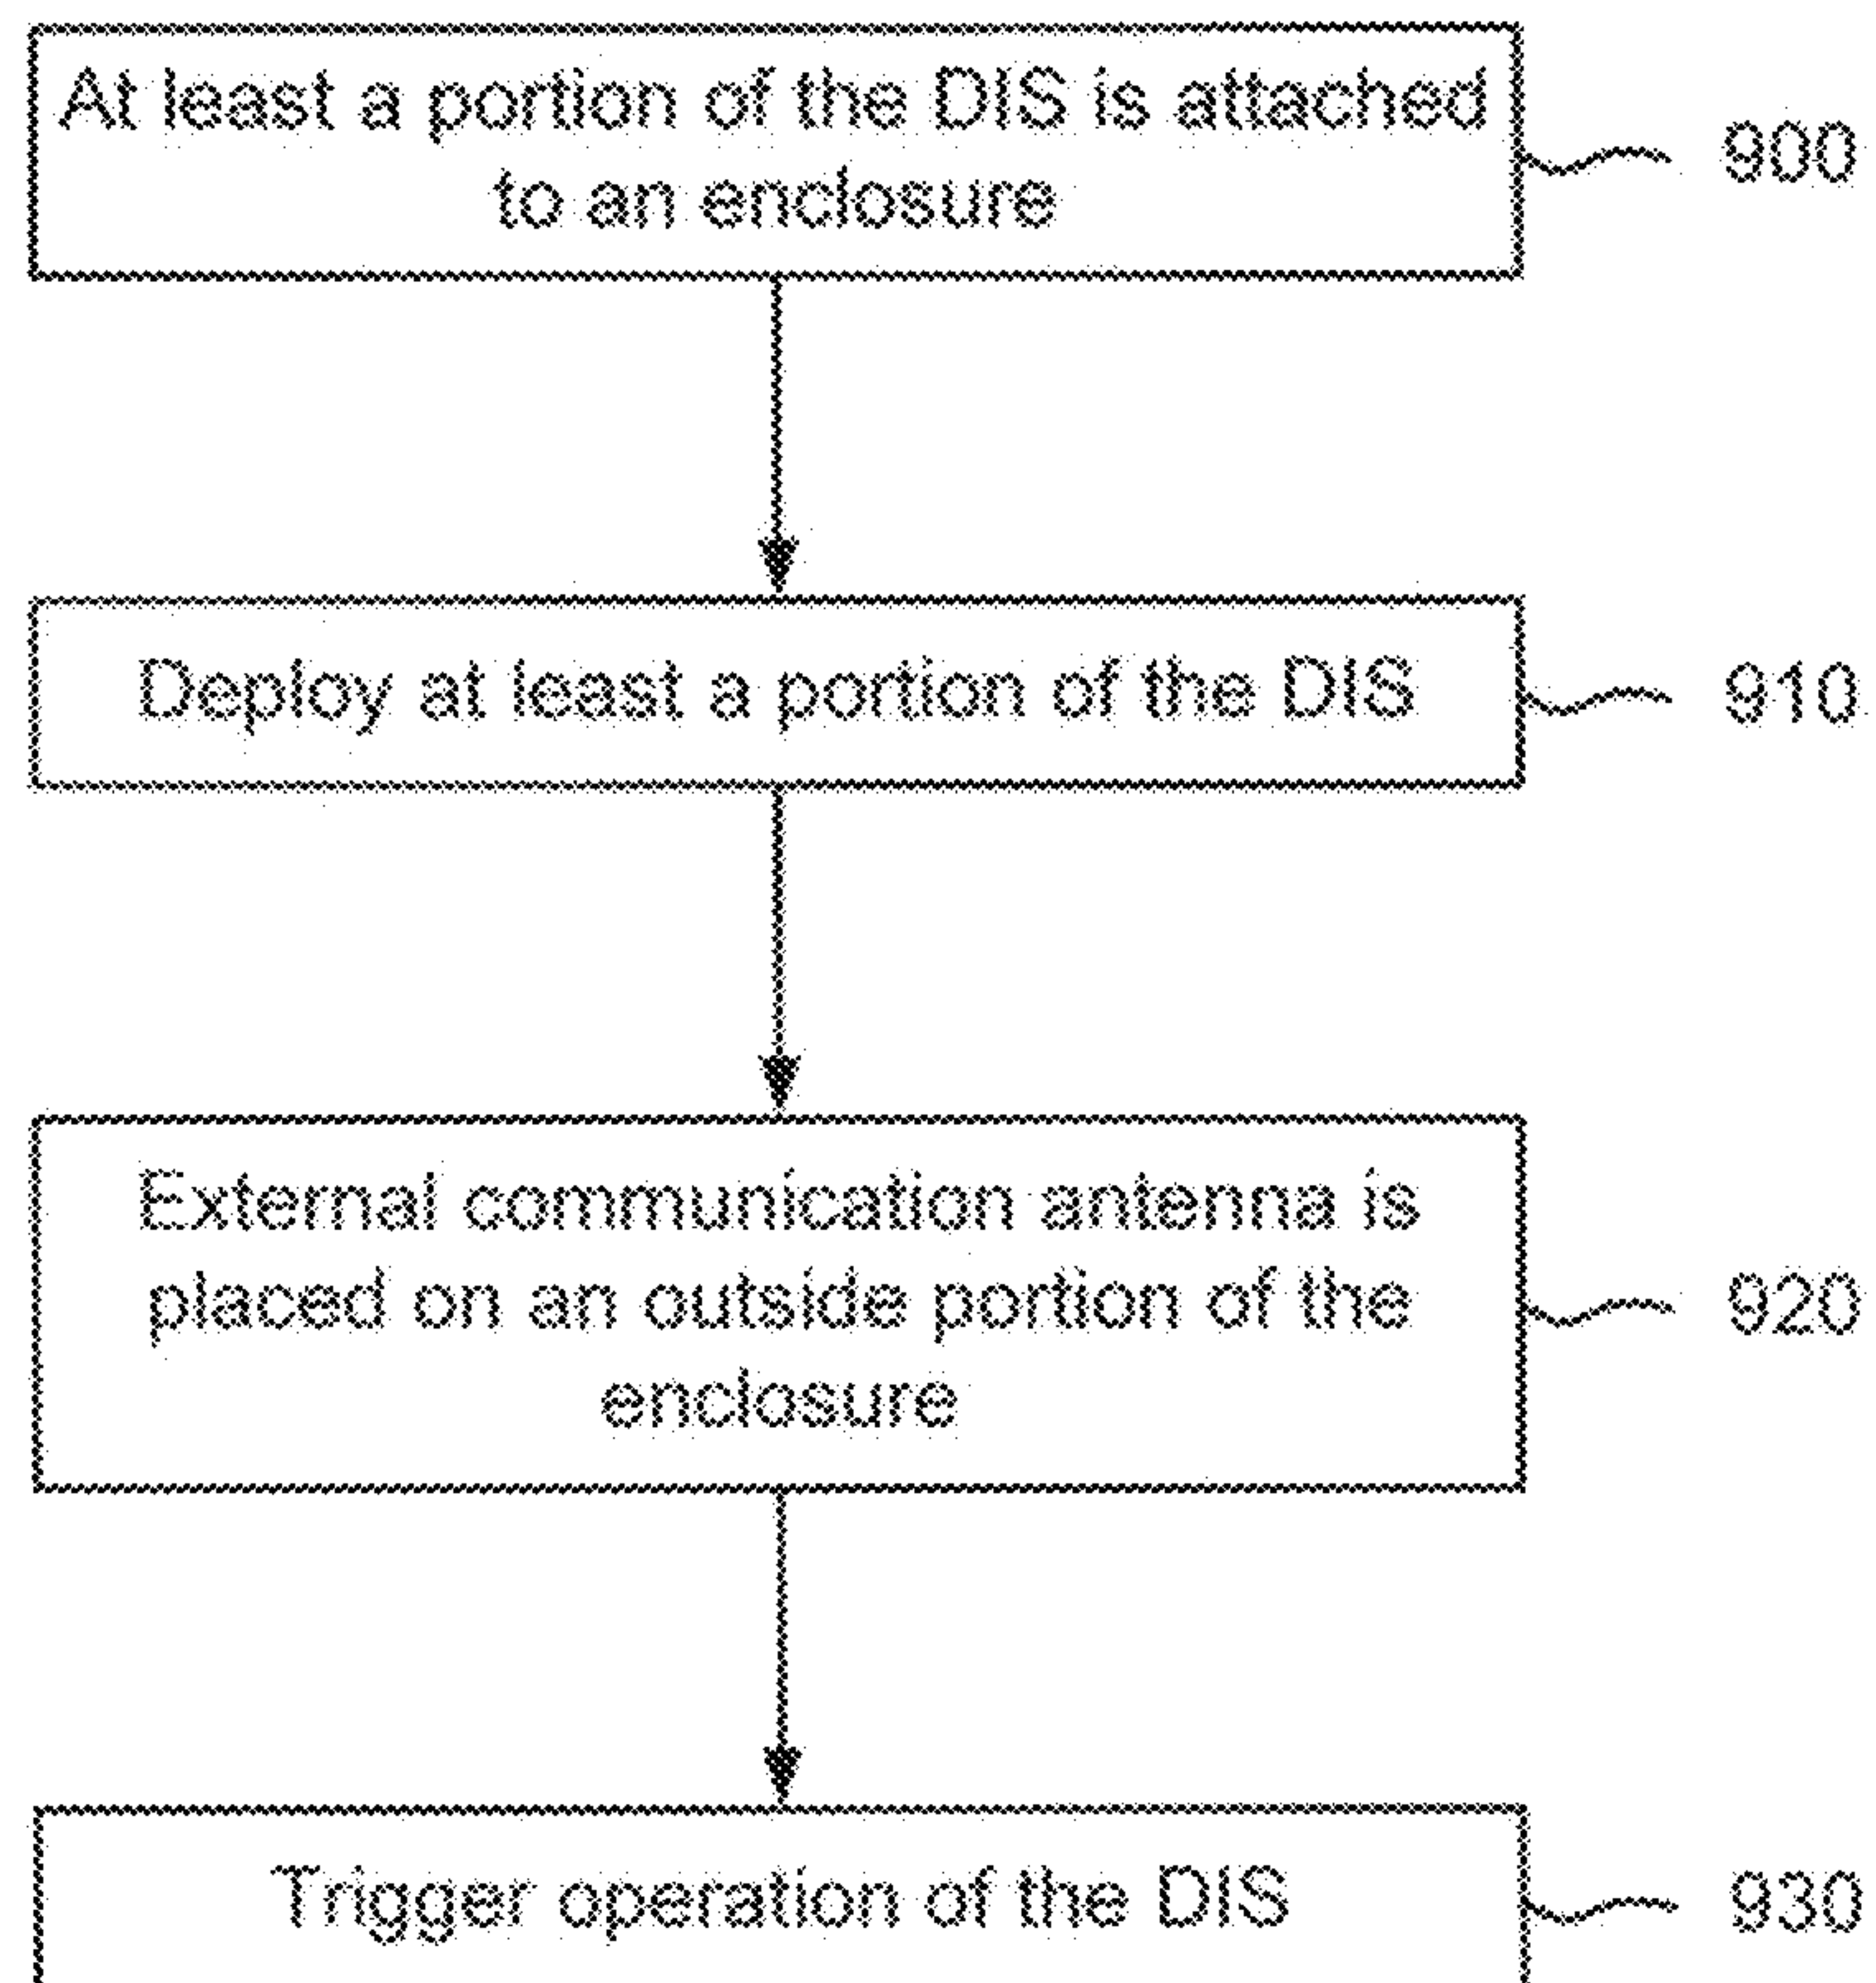 At least a portion of the DIS is attached
to an enclosure
900
Deploy at least a portion of the DIS
910
External communication antenna is
placed on an outside portion of the
enclosure
920
Trigger operation of the DIS
930